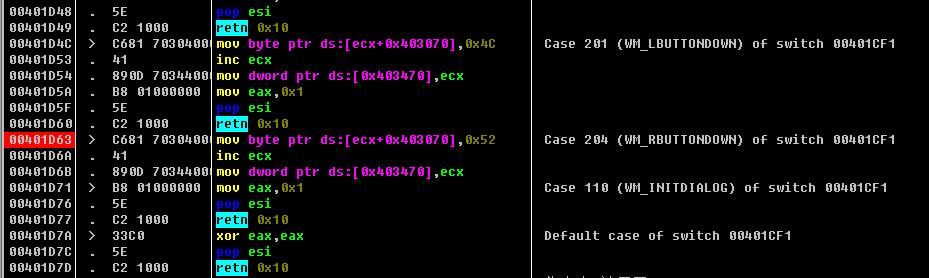 00401D48 . 5E pop esi
00401D49 . C2 1000 retn 0x10
00401D4C > C681 70304000 mov byte ptr ds:[ecx+0x403070],0x4C Case 201 (WM_LBUTTONDOWN) of switch 00401CF1
00401D53 . 41 inc ecx
00401D54 . 890D 70344000 mov dword ptr ds:[0x403470],ecx
00401D5A . B8 01000000 mov eax,0x1
00401D5F . 5E pop esi
00401D60 . C2 1000 retn 0x10
00401D63 > C681 70304000 mov byte ptr ds:[ecx+0x403070],0x52 Case 204 (WM_RBUTTONDOWN) of switch 00401CF1
00401D6A . 41 inc ecx
00401D6B . 890D 70344000 mov dword ptr ds:[0x403470],ecx
00401D71 > B8 01000000 mov eax,0x1 Case 110 (WM_INITDIALOG) of switch 00401CF1
00401D76 . 5E pop esi
00401D77 . C2 1000 retn 0x10
00401D7A > 33C0 xor eax,eax Default case of switch 00401CF1
00401D7C . 5E pop esi
00401D7D . C2 1000 retn 0x10